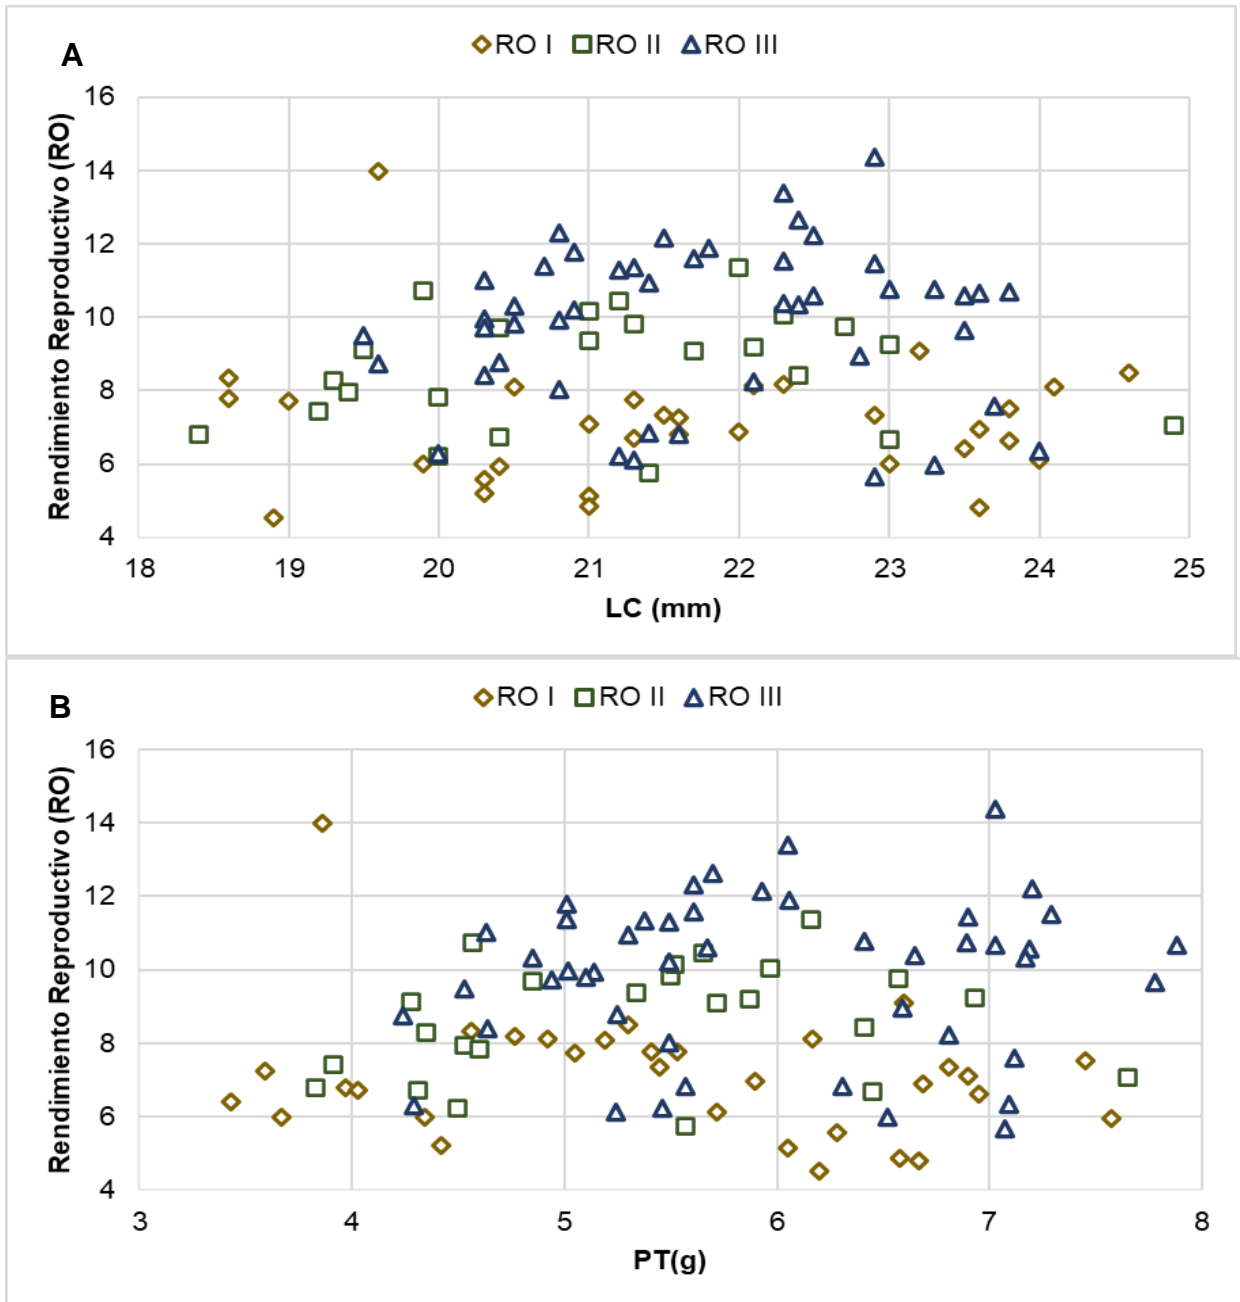 A
RO I RO II RO III
Rendimiento Reproductivo (RO)
16
14
12
10
8
6
4
18 19 20 21 22 23 24 25
LC (mm)
B
RO I RO II RO III
Rendimiento Reproductivo (RO)
16
14
12
10
8
6
4
3 4 5 6 7 8
PT(g)